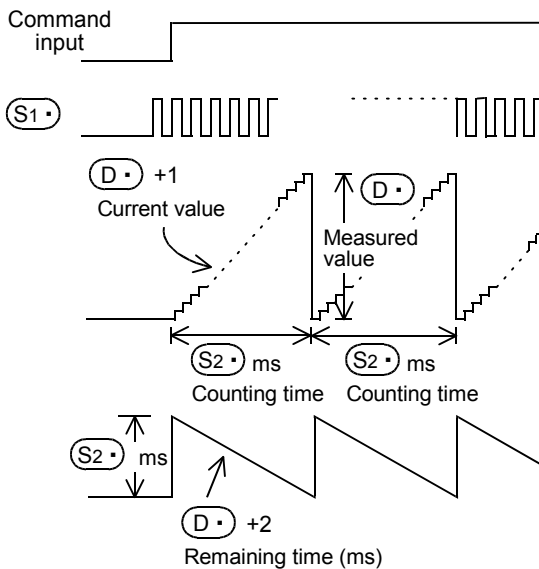 Command
input
S1 ·
D · +1
Current value
D ·
Measured
value
S2 · ms
Counting time
S2 · ms
Counting time
S2 · ms
D · +2
Remaining time (ms)